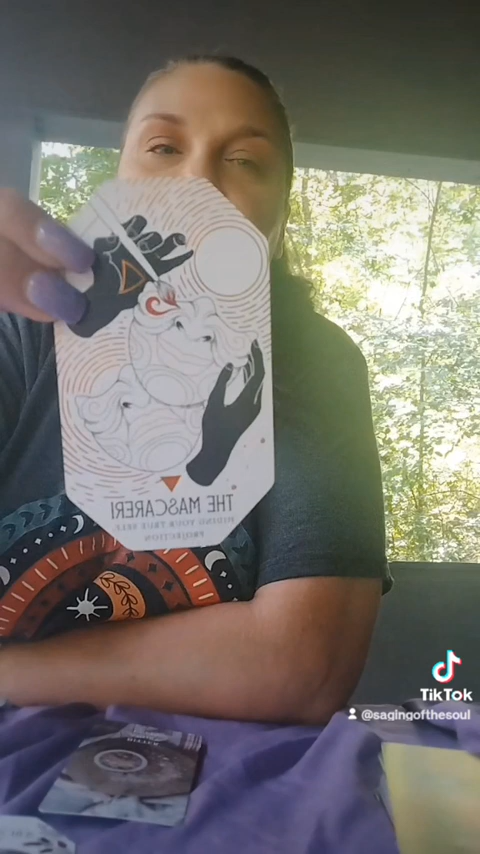 THE MASCARERI
HIDING YOUR TRUE SELF.
PROJECTION
TikTok
@sagingofthesoul